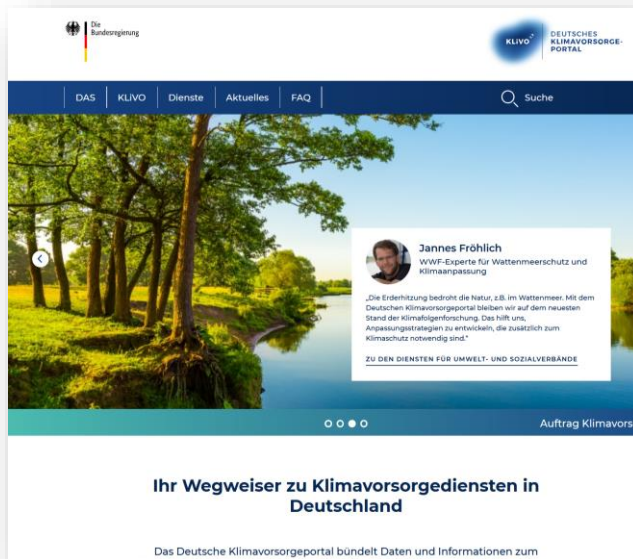 Die
Bundesregierung
KLiVO
DEUTSCHES
KLIMAVORSORGE-
PORTAL
DAS KLiVO Dienste Aktuelles FAQ Suche
Jannes Fröhlich
WWF-Experte für Wattenmeerschutz und
Klimaanpassung
„Die Erderhitzung bedroht die Natur, z.B. im Wattenmeer. Mit dem
Deutschen Klimavorsorgeportal bleiben wir auf dem neuesten
Stand der Klimafolgenforschung. Das hilft uns,
Anpassungsstrategien zu entwickeln, die zusätzlich zum
Klimaschutz notwendig sind."
ZU DEN DIENSTEN FÜR UMWELT- UND SOZIALVERBÄNDE
Auftrag Klimavors
Ihr Wegweiser zu Klimavorsorgediensten in
Deutschland
Das Deutsche Klimavorsorgeportal bündelt Daten und Informationen zum